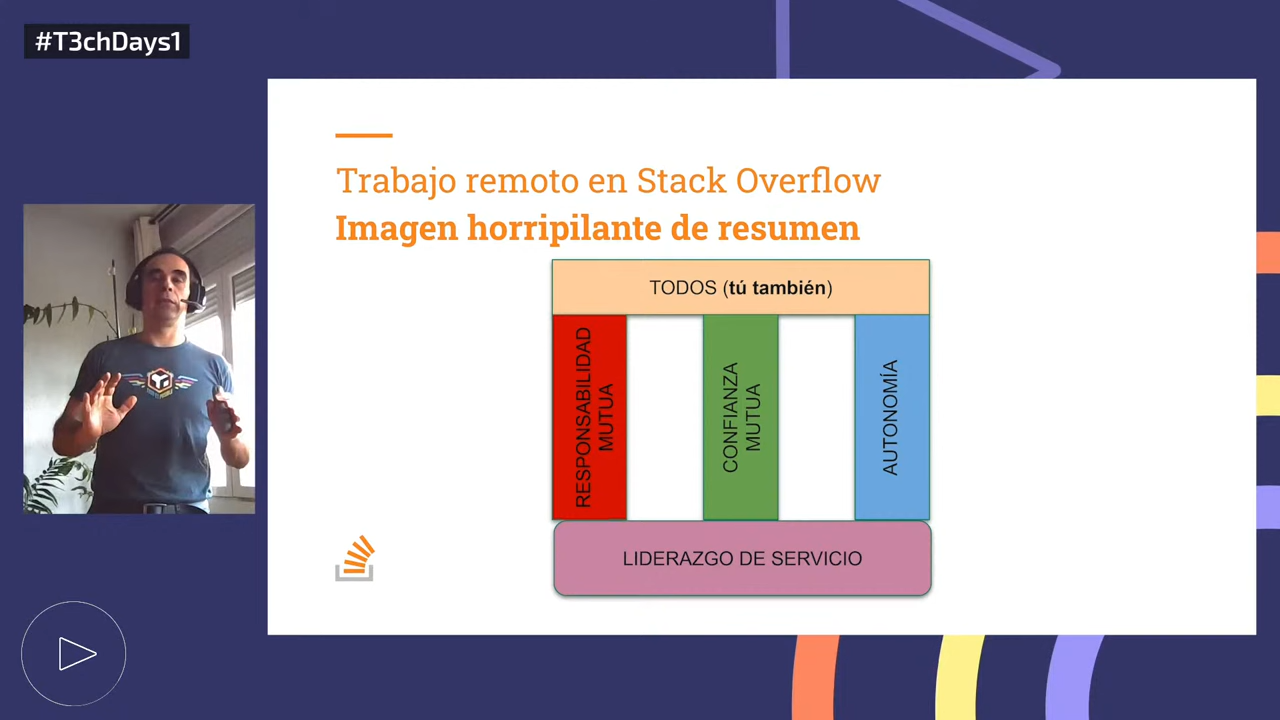 #T3chDays1
Trabajo remoto en Stack Overflow
Imagen horripilante de resumen
TODOS (tú también)
RESPONSABILIDAD
MUTUA
CONFIANZA
MUTUA
AUTONOMÍA
LIDERAZGO DE SERVICIO